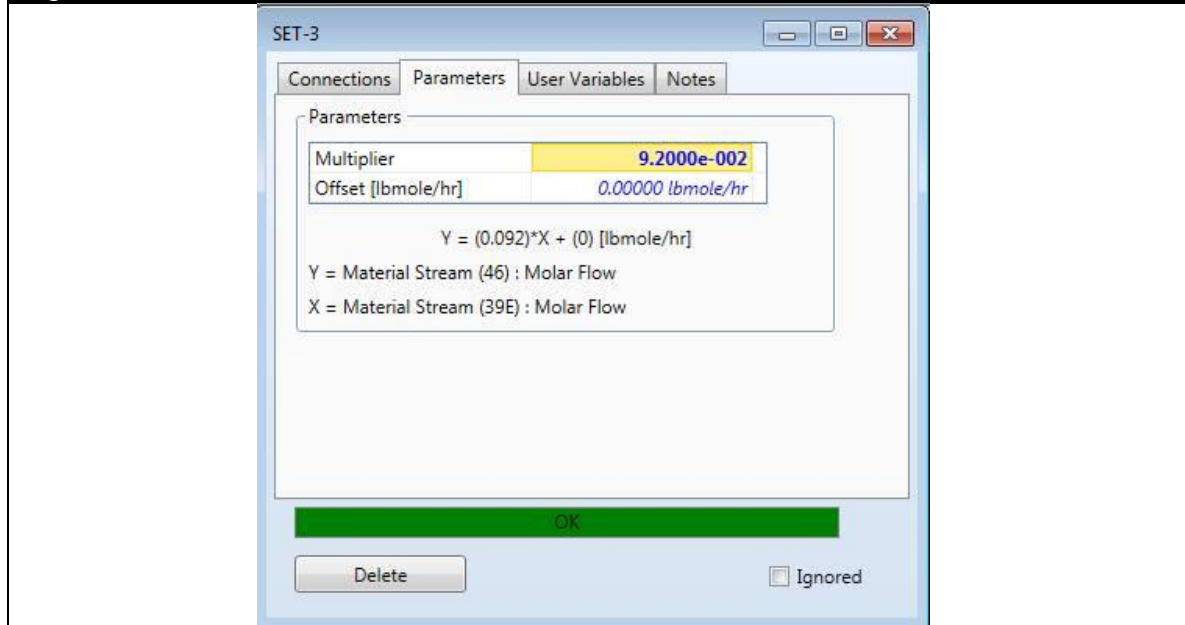 SET-3
Connections Parameters User Variables Notes
Parameters
Multiplier 9.2000e-002
Offset [lbmole/hr] 0.00000 lbmole/hr
Y = (0.092)*X + (0) [lbmole/hr]
Y = Material Stream (46) : Molar Flow
X = Material Stream (39E) : Molar Flow
OK
Delete Ignored